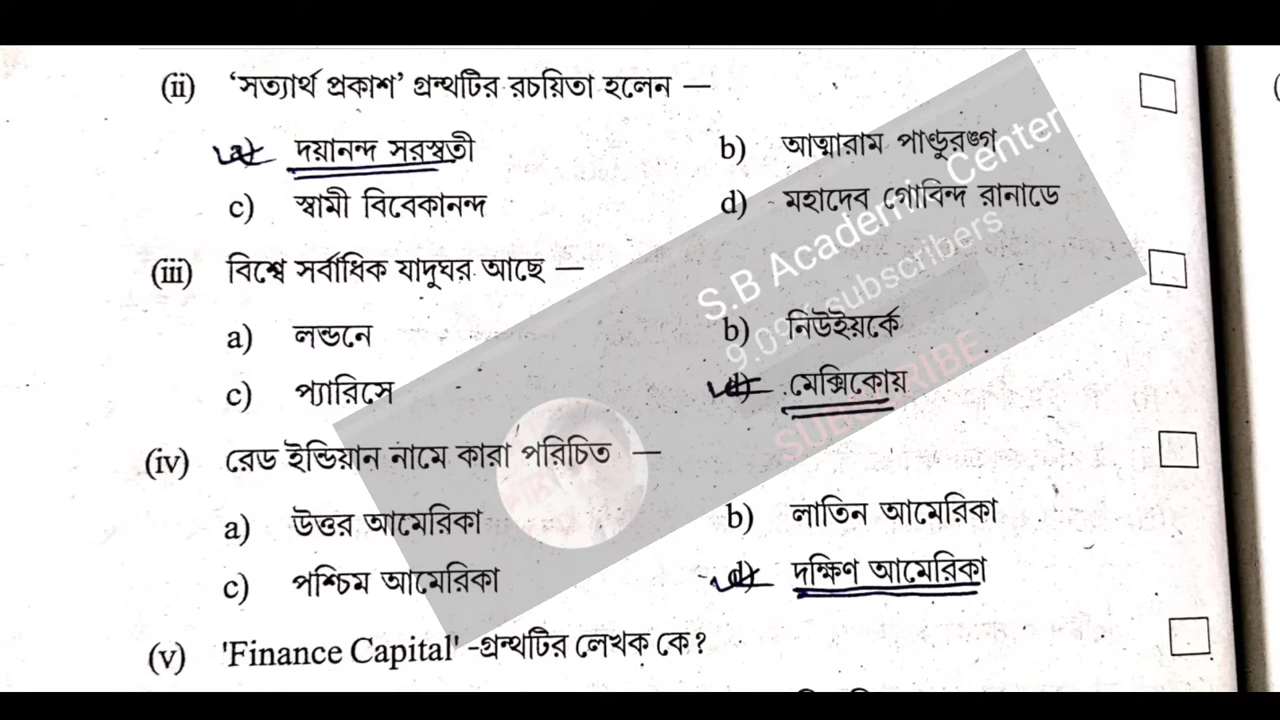 (ii) ‘সত্যার্থ প্রকাশ’ গ্রন্থটির রচয়িতা হলেন —
a) দয়ানন্দ সরস্বতী b) আত্মারাম পাণ্ডুরঙ্গ
c) স্বামী বিবেকানন্দ d) মহাদেব গোবিন্দ রানাডে
(iii) বিশ্বে সর্বাধিক যাদুঘর আছে —
a) লন্ডনে b) নিউইয়র্কে
c) প্যারিসে d) মেক্সিকোয়
(iv) রেড ইন্ডিয়ান নামে কারা পরিচিত —
a) উত্তর আমেরিকা b) লাতিন আমেরিকা
c) পশ্চিম আমেরিকা d) দক্ষিণ আমেরিকা
(v) 'Finance Capital' -গ্রন্থটির লেখক কে?
S.B Academic Center
subscribers
SUBSCRIBE